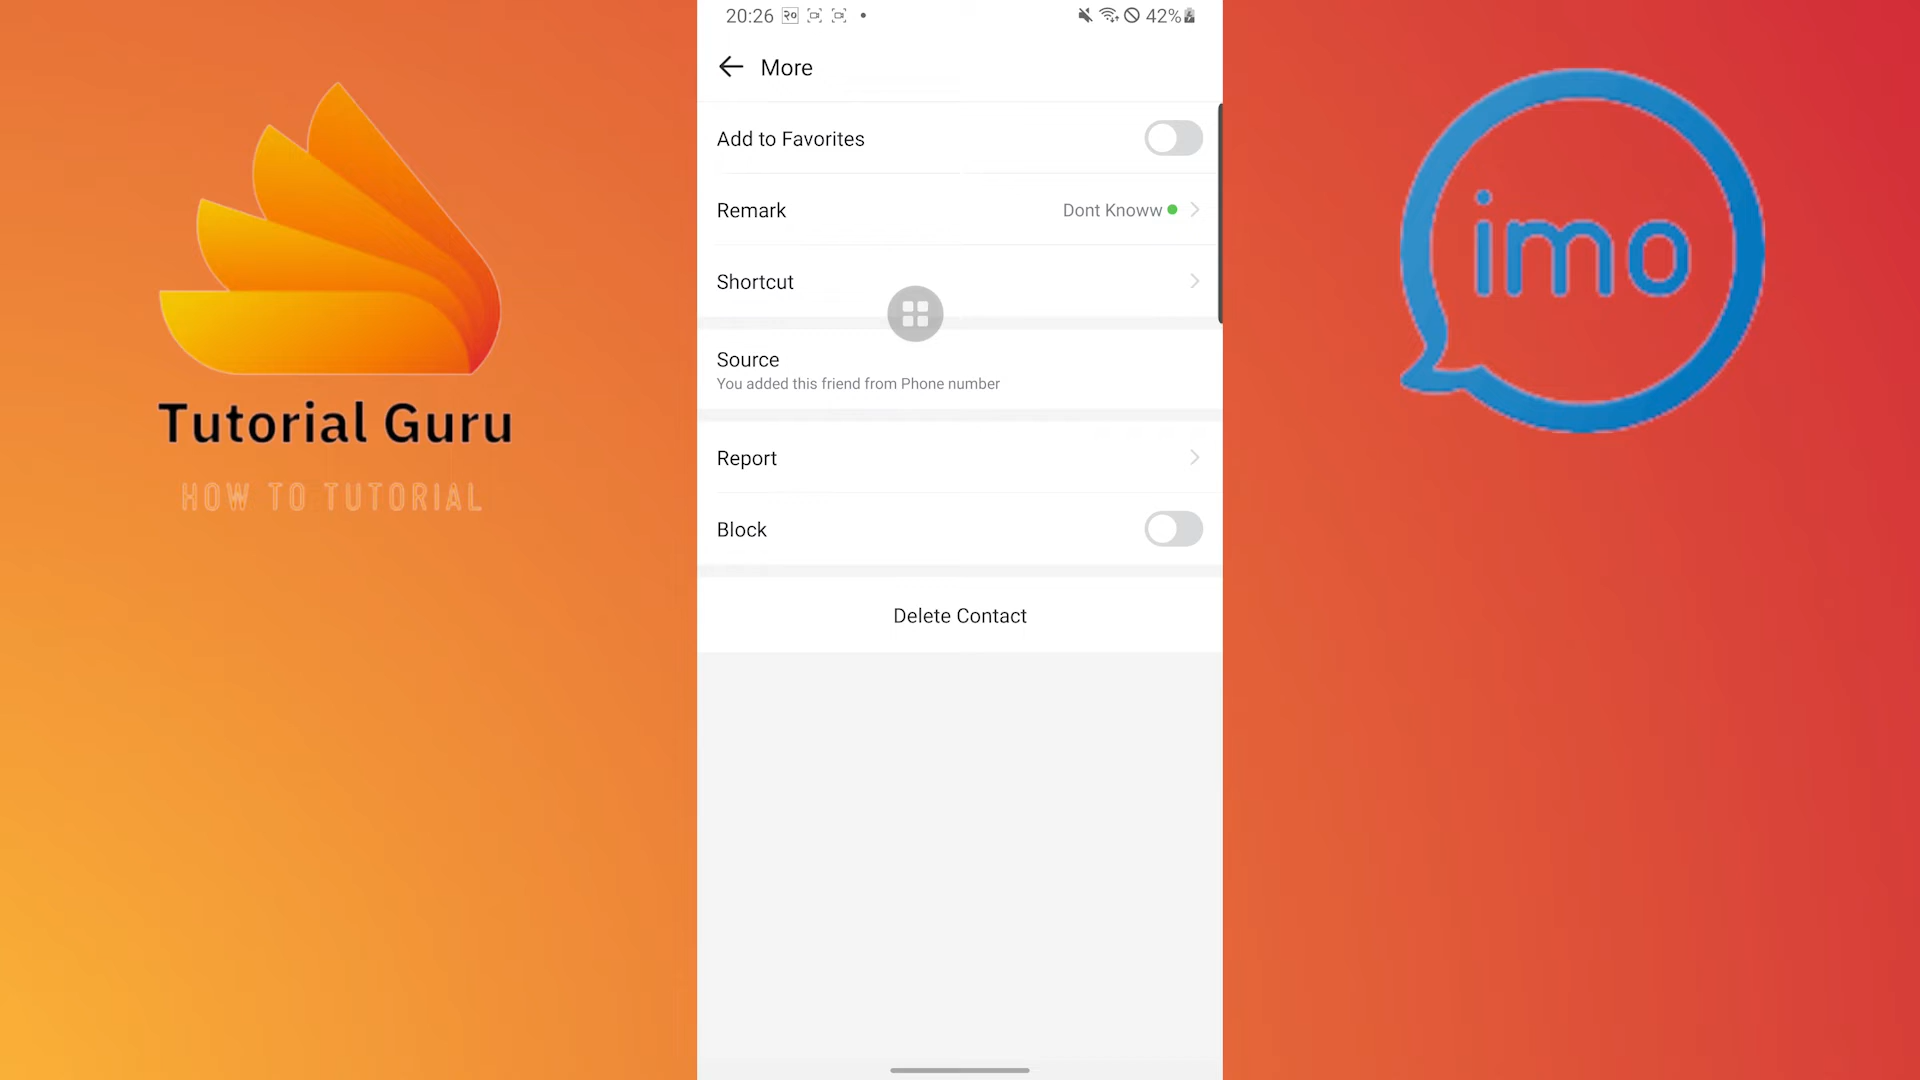 20:26
42%
More
Add to Favorites
Remark
Dont Knoww
Shortcut
Source
You added this friend from Phone number
Report
Block
Delete Contact
Tutorial Guru
HOW TO TUTORIAL
imo